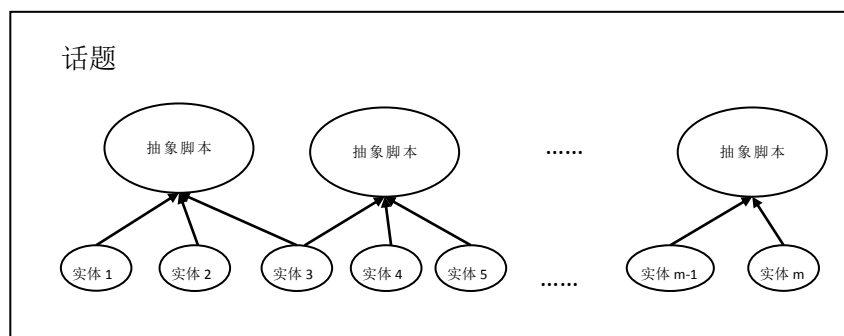 话题
抽象脚本 抽象脚本 …… 抽象脚本
实体 1 实体 2 实体 3 实体 4 实体 5 …… 实体 m-1 实体 m